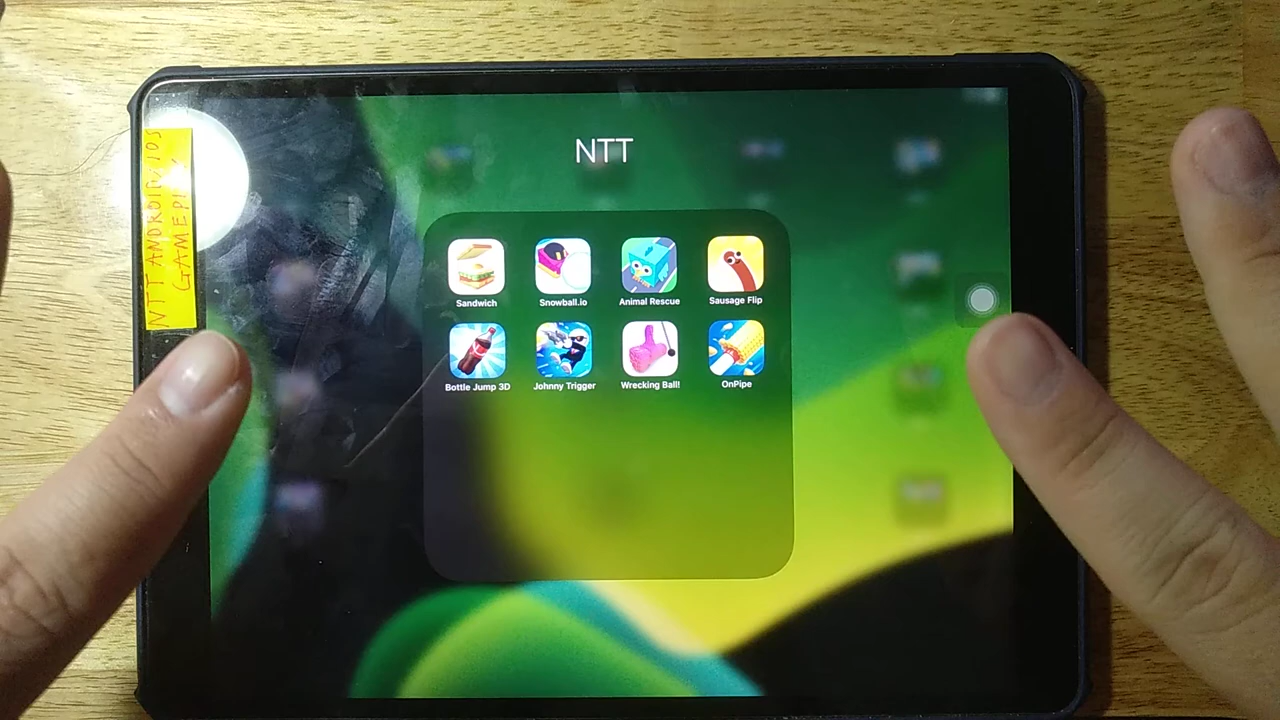 NTT ANDROID/IOS
GAMEPLAY
NTT
Sandwich
Snowball.io
Animal Rescue
Sausage Flip
Bottle Jump 3D
Johnny Trigger
Wrecking Ball!
OnPipe